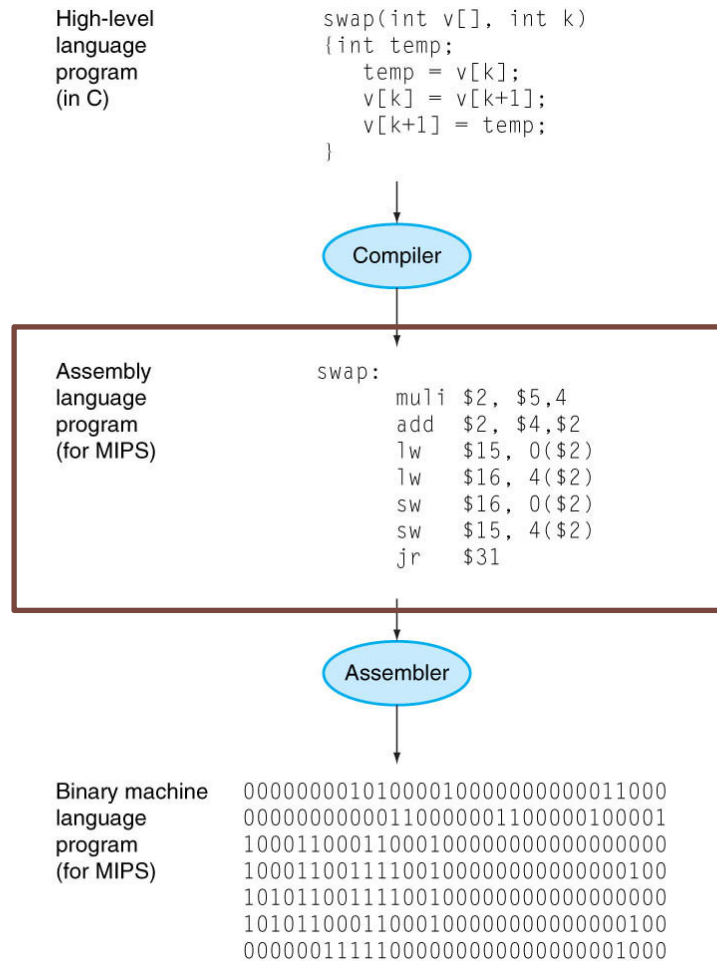 High-level
language
program
(in C)
swap(int v[], int k)
{int temp;
temp = v[k];
v[k] = v[k+1];
v[k+1] = temp;
}
Compiler
Assembly
language
program
(for MIPS)
swap:
muli $2, $5,4
add $2, $4,$2
lw $15, 0($2)
lw $16, 4($2)
sw $16, 0($2)
sw $15, 4($2)
jr $31
Assembler
Binary machine
language
program
(for MIPS)
00000000101000010000000000011000
00000000000110000001100000100001
10001100011000100000000000000000
10001100111100100000000000000100
10101100111100100000000000000000
10101100011000100000000000000100
00000011111000000000000000001000